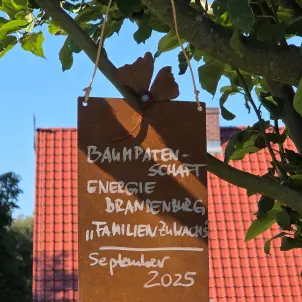 BAUMPATEN-
SCHAFT
ENERGIE
BRANDENBURG
„FAMILIENZUWACHS
September
2025